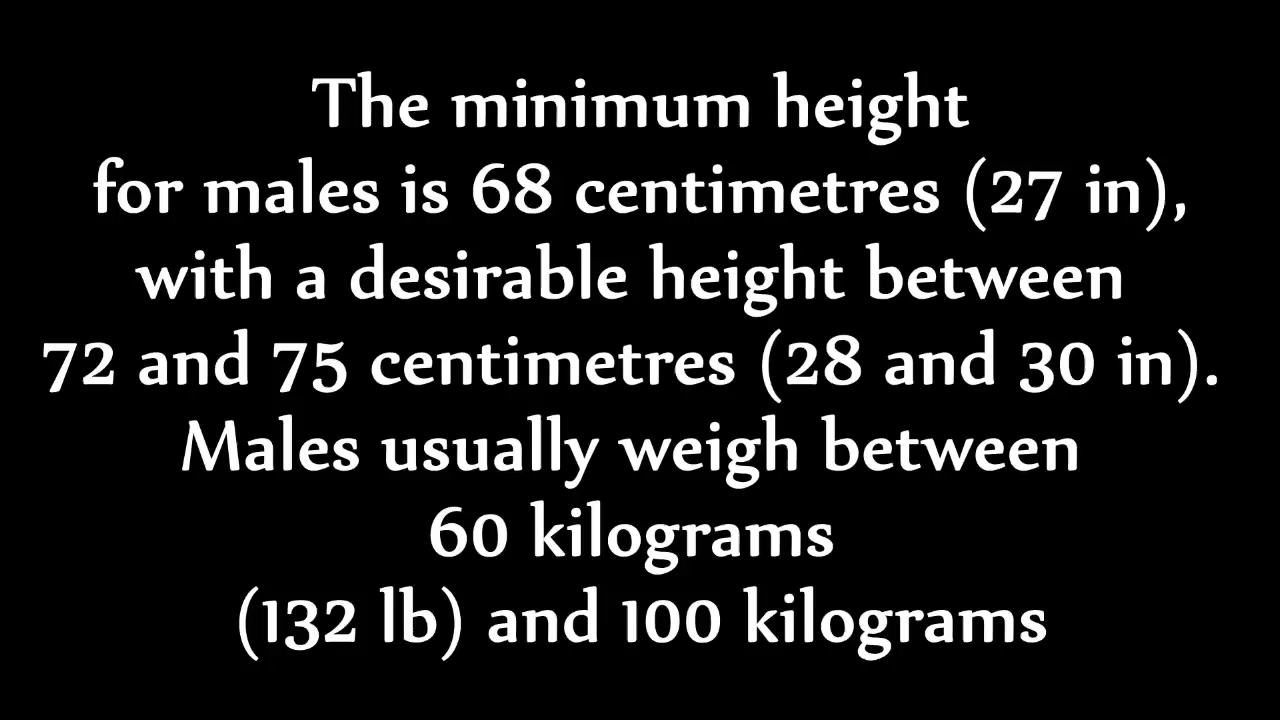 The minimum height
for males is 68 centimetres (27 in),
with a desirable height between
72 and 75 centimetres (28 and 30 in).
Males usually weigh between
60 kilograms
(132 lb) and 100 kilograms